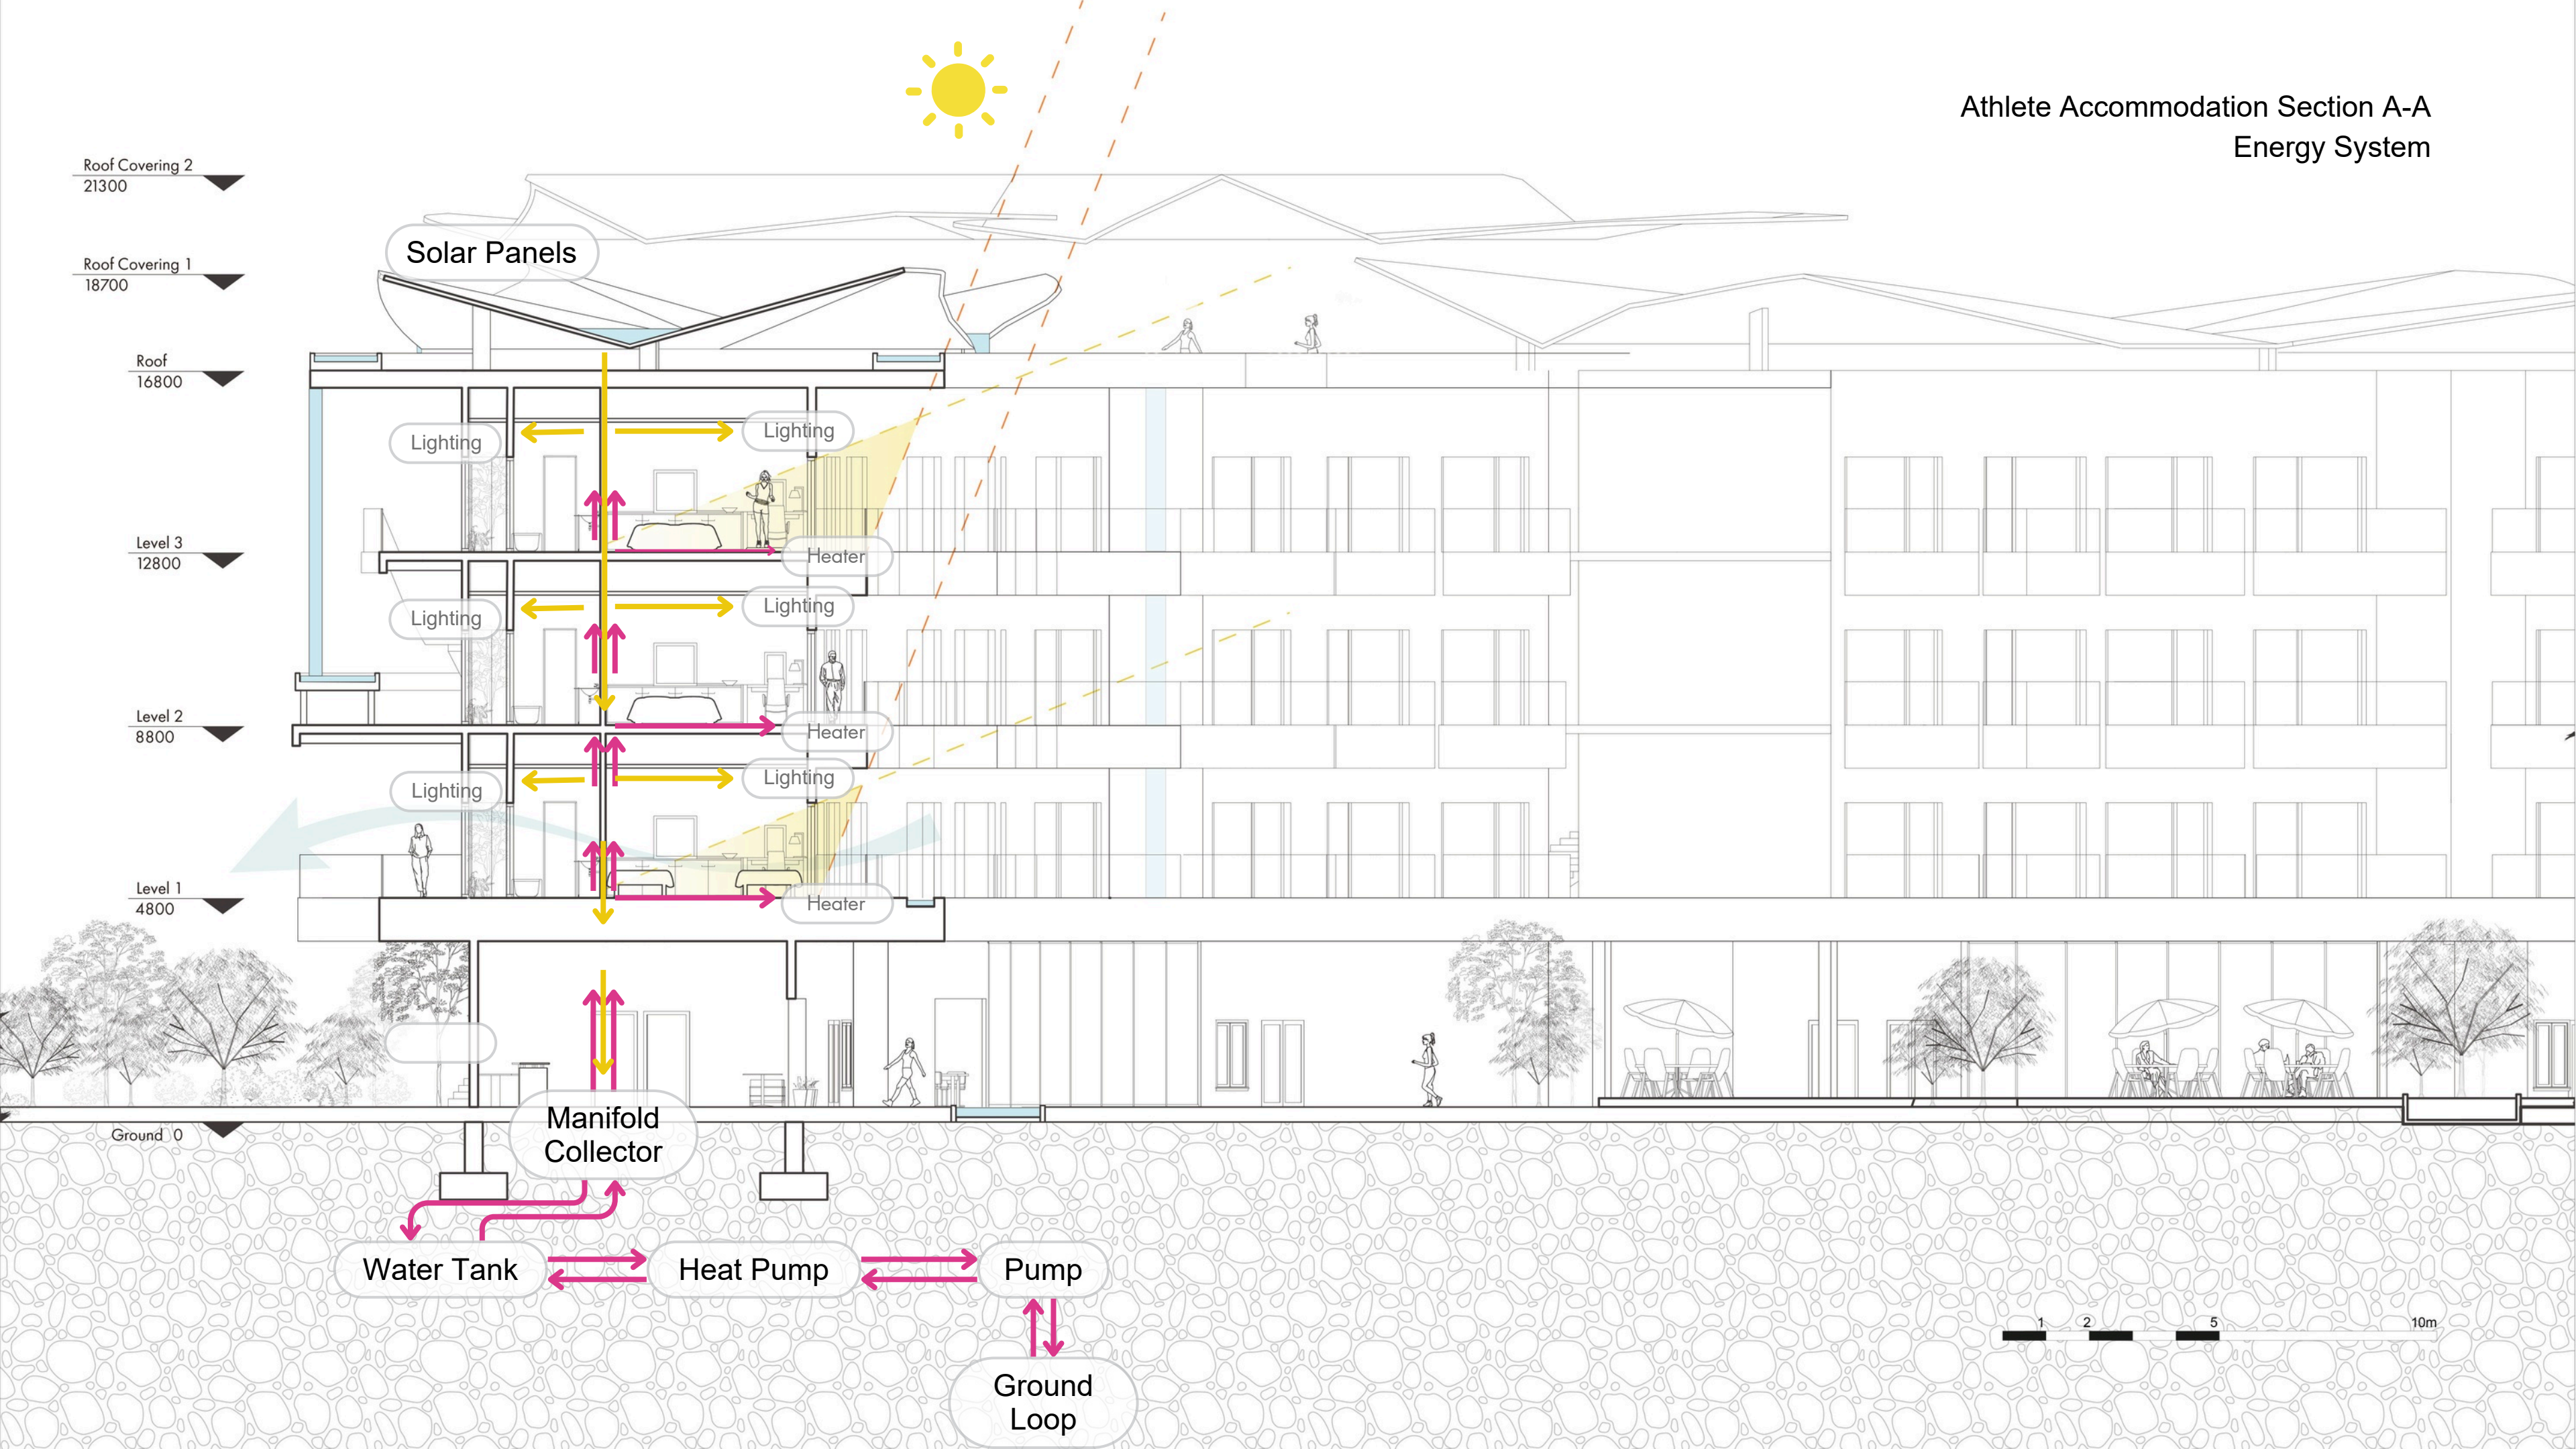 Athlete Accommodation Section A-A
Energy System
Roof Covering 2
21300
Solar Panels
Roof Covering 1
18700
Roof
16800
Lighting
Lighting
Level 3
12800
Heater
Lighting
Lighting
Level 2
8800
Heater
Lighting
Lighting
Level 1
4800
Heater
Manifold
Collector
Ground 0
Water Tank
Heat Pump
Pump
Ground
Loop
1 2 5 10m